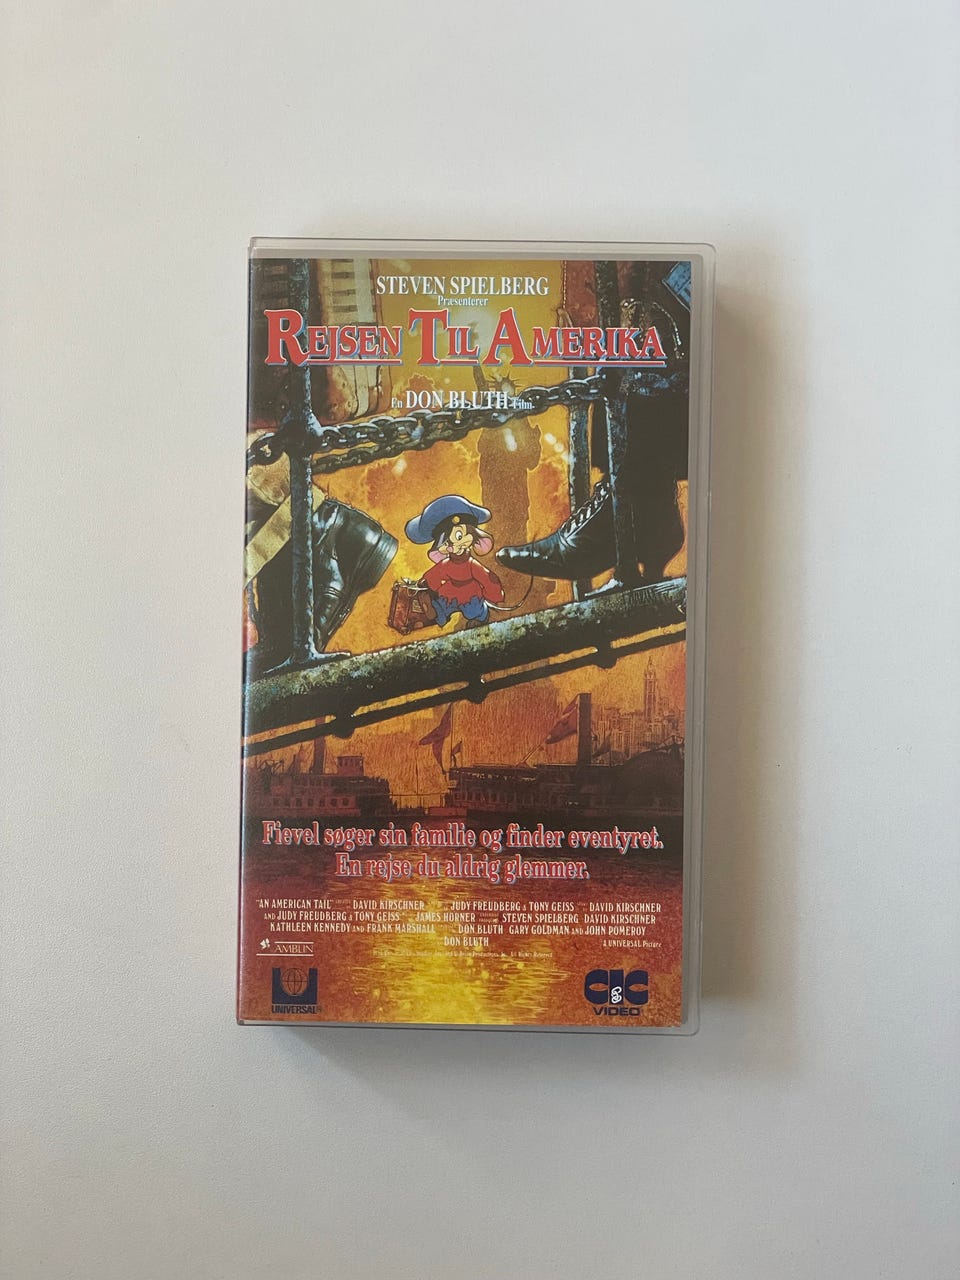 STEVEN SPIELBERG
Præsenterer
REJSEN TIL AMERIKA
En DON BLUTH Film
Fievel søger sin familie og finder eventyret.
En rejse du aldrig glemmer.
"AN AMERICAN TAIL" DAVID KIRSCHNER JUDY FREUDBERG & TONY GEISS DAVID KIRSCHNER
AND JUDY FREUDBERG & TONY GEISS JAMES HORNER STEVEN SPIELBERG DAVID KIRSCHNER
KATHLEEN KENNEDY AND FRANK MARSHALL DON BLUTH GARY GOLDMAN AND JOHN POMEROY
DON BLUTH A UNIVERSAL Picture
AMBLIN
UNIVERSAL
CIC
VIDEO